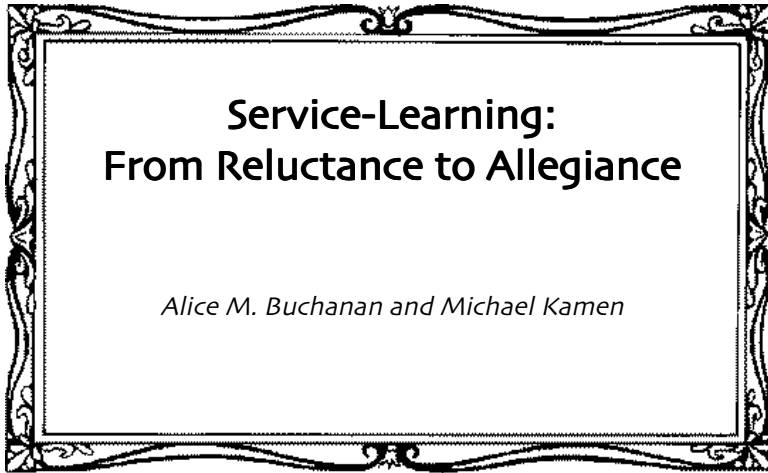 Service-Learning:
From Reluctance to Allegiance
Alice M. Buchanan and Michael Kamen